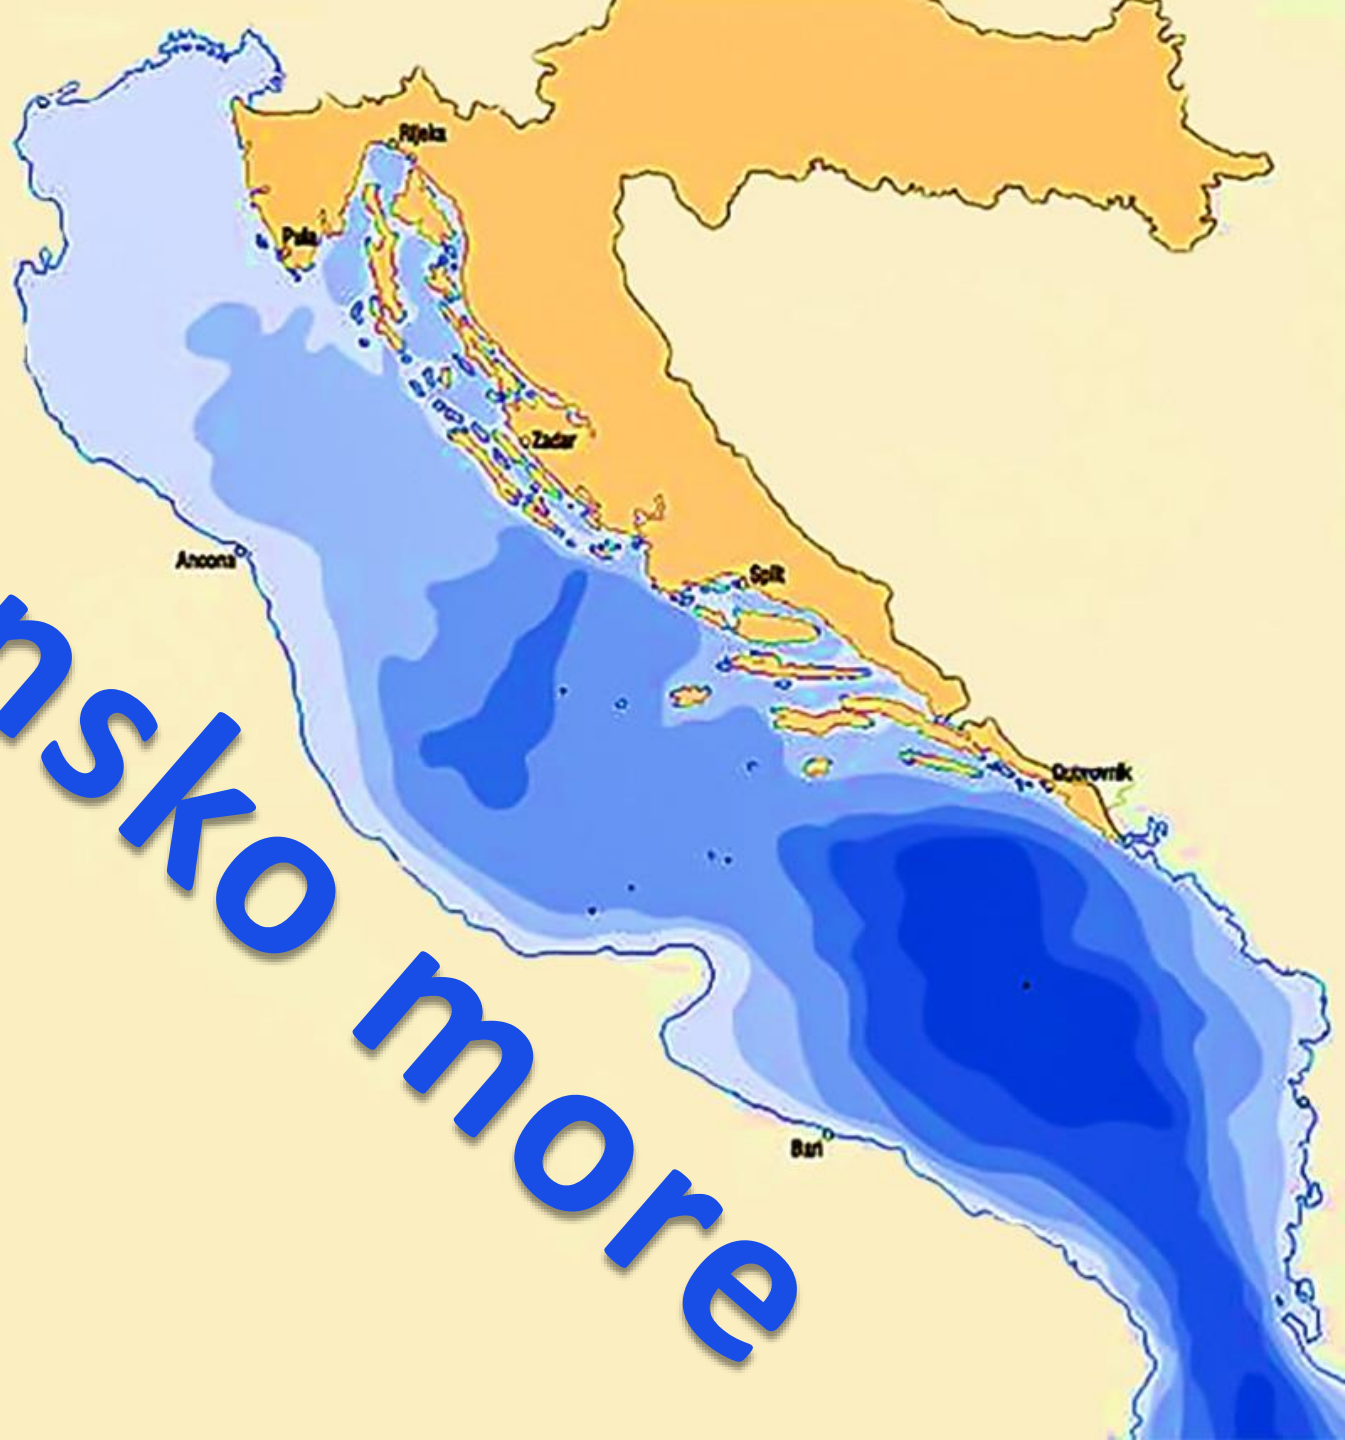 Rijeka
Pula
Zadar
Ancona
Split
nsko more
Dubrovnik
Bari